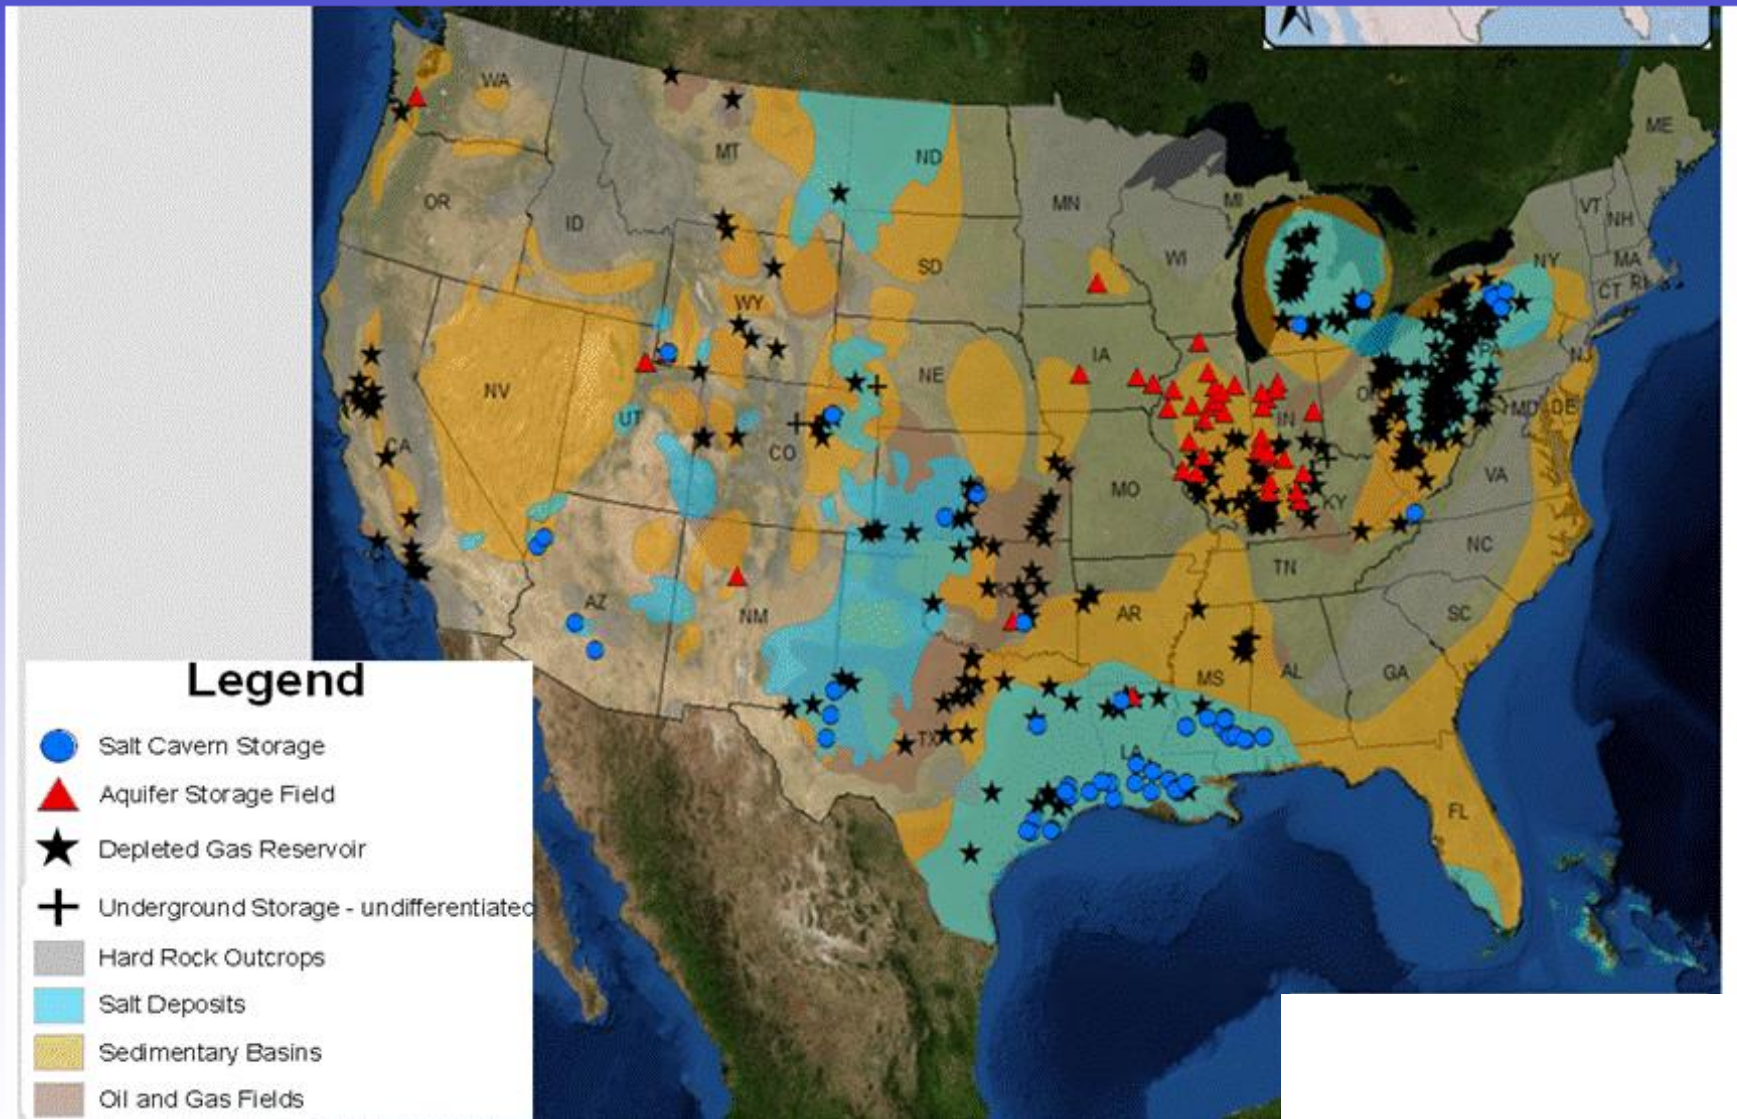 WA
ME
MT
ND
OR
MN
MI
VT
NH
ID
WI
NY
MA
SD
CT
RI
WY
IA
PA
NJ
NE
NV
OH
MD
DE
UT
IN
CA
CO
VA
MO
KY
NC
TN
AZ
NM
AR
SC
MS
AL
GA
TX
LA
FL
Legend
Salt Cavern Storage
Aquifer Storage Field
Depleted Gas Reservoir
Underground Storage - undifferentiated
Hard Rock Outcrops
Salt Deposits
Sedimentary Basins
Oil and Gas Fields